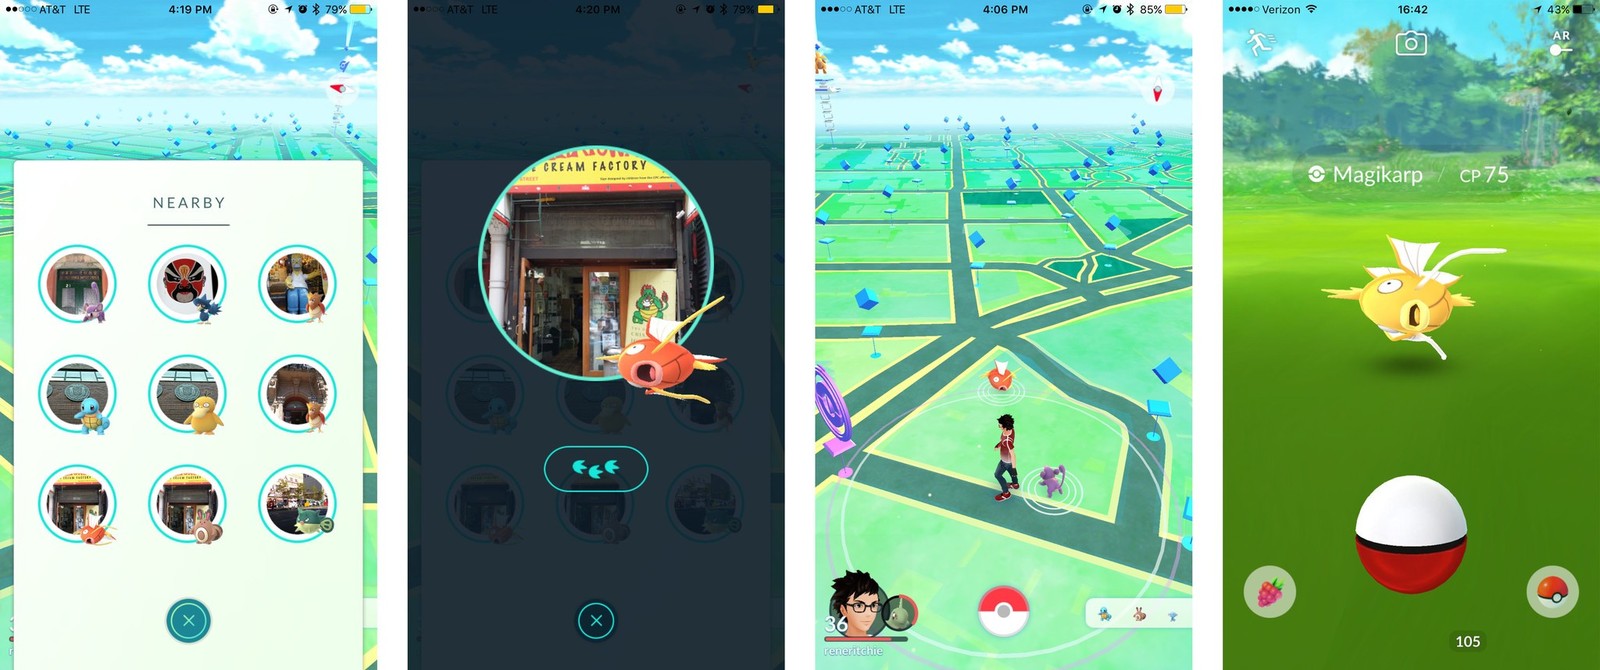 AT&T LTE 4:19 PM 79%
NEARBY
AT&T LTE 4:20 PM 79%
E CREAM FACTORY
STREET
AT&T LTE 4:06 PM 85%
36
reneritchie
Verizon 16:42 43%
AR
Magikarp / CP 75
105